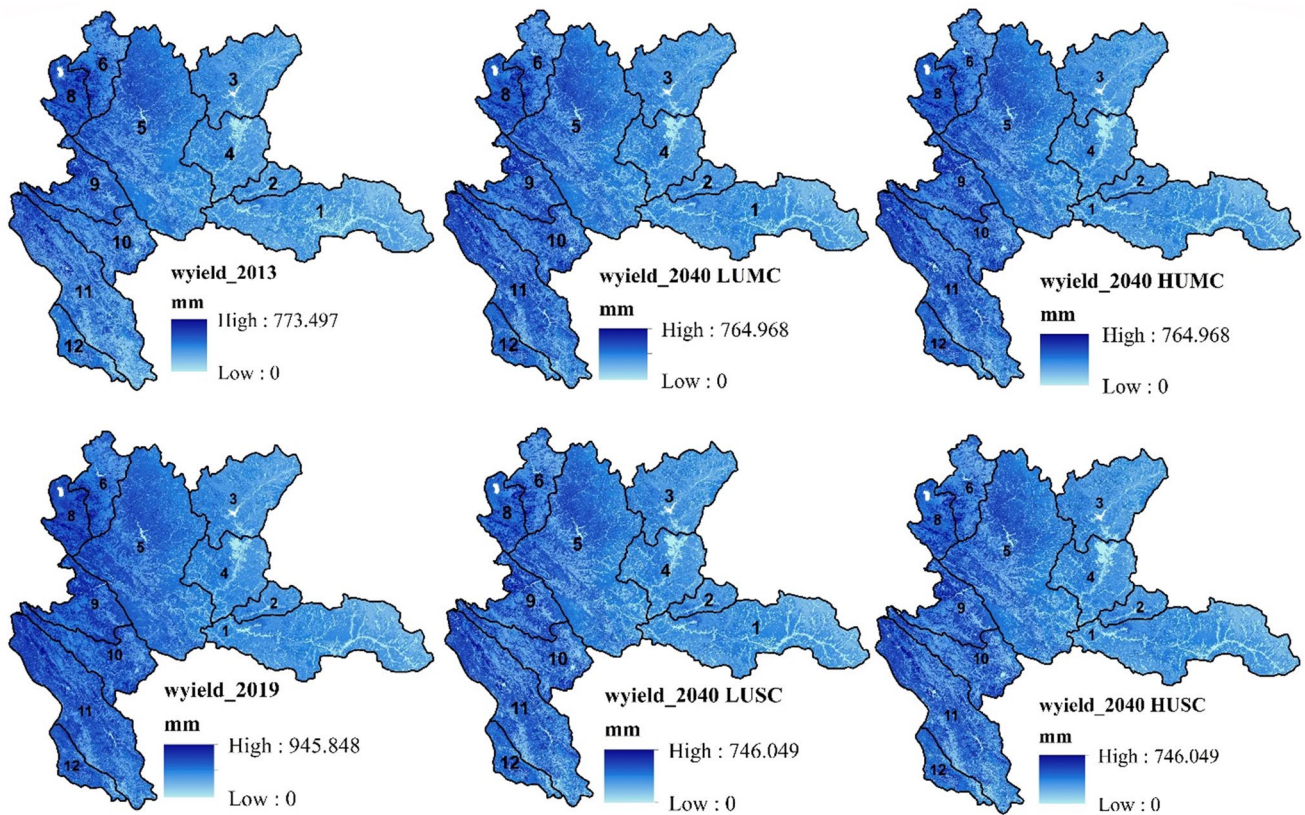 6
3
8
5
4
2
9
1
10
11
12
wyield_2013
mm
High : 773.497
Low : 0
6
3
8
5
4
2
9
1
10
11
12
wyield_2040 LUMC
mm
High : 764.968
Low : 0
6
3
8
5
4
2
9
1
10
11
12
wyield_2040 HUMC
mm
High : 764.968
Low : 0
6
3
8
5
4
2
9
1
10
11
12
wyield_2019
mm
High : 945.848
Low : 0
6
3
8
5
4
2
9
1
10
11
12
wyield_2040 LUSC
mm
High : 746.049
Low : 0
6
3
8
5
4
2
9
1
10
11
12
wyield_2040 HUSC
mm
High : 746.049
Low : 0